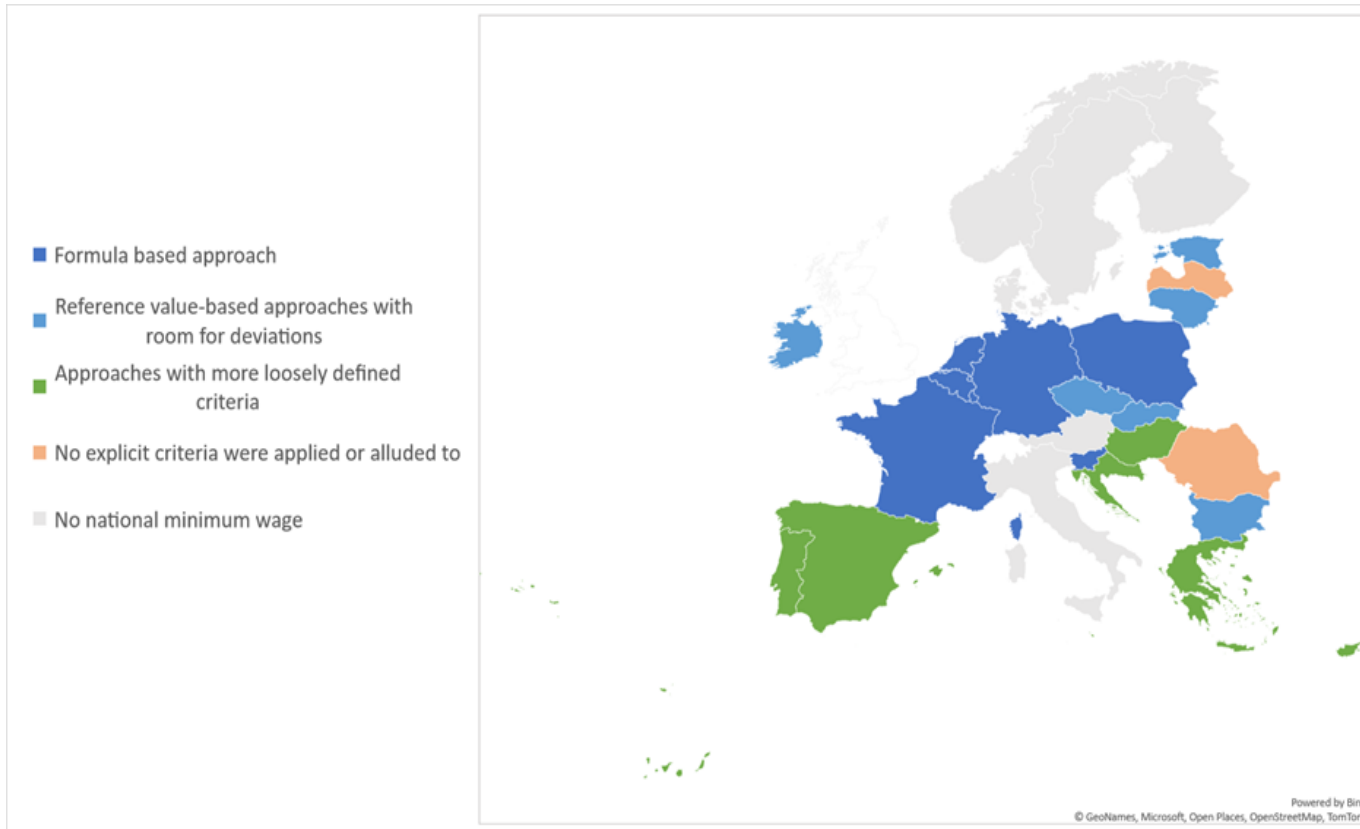 Formula based approach
Reference value-based approaches with
room for deviations
Approaches with more loosely defined
criteria
No explicit criteria were applied or alluded to
No national minimum wage
Powered by Bin
© GeoNames, Microsoft, Open Places, OpenStreetMap, TomTom